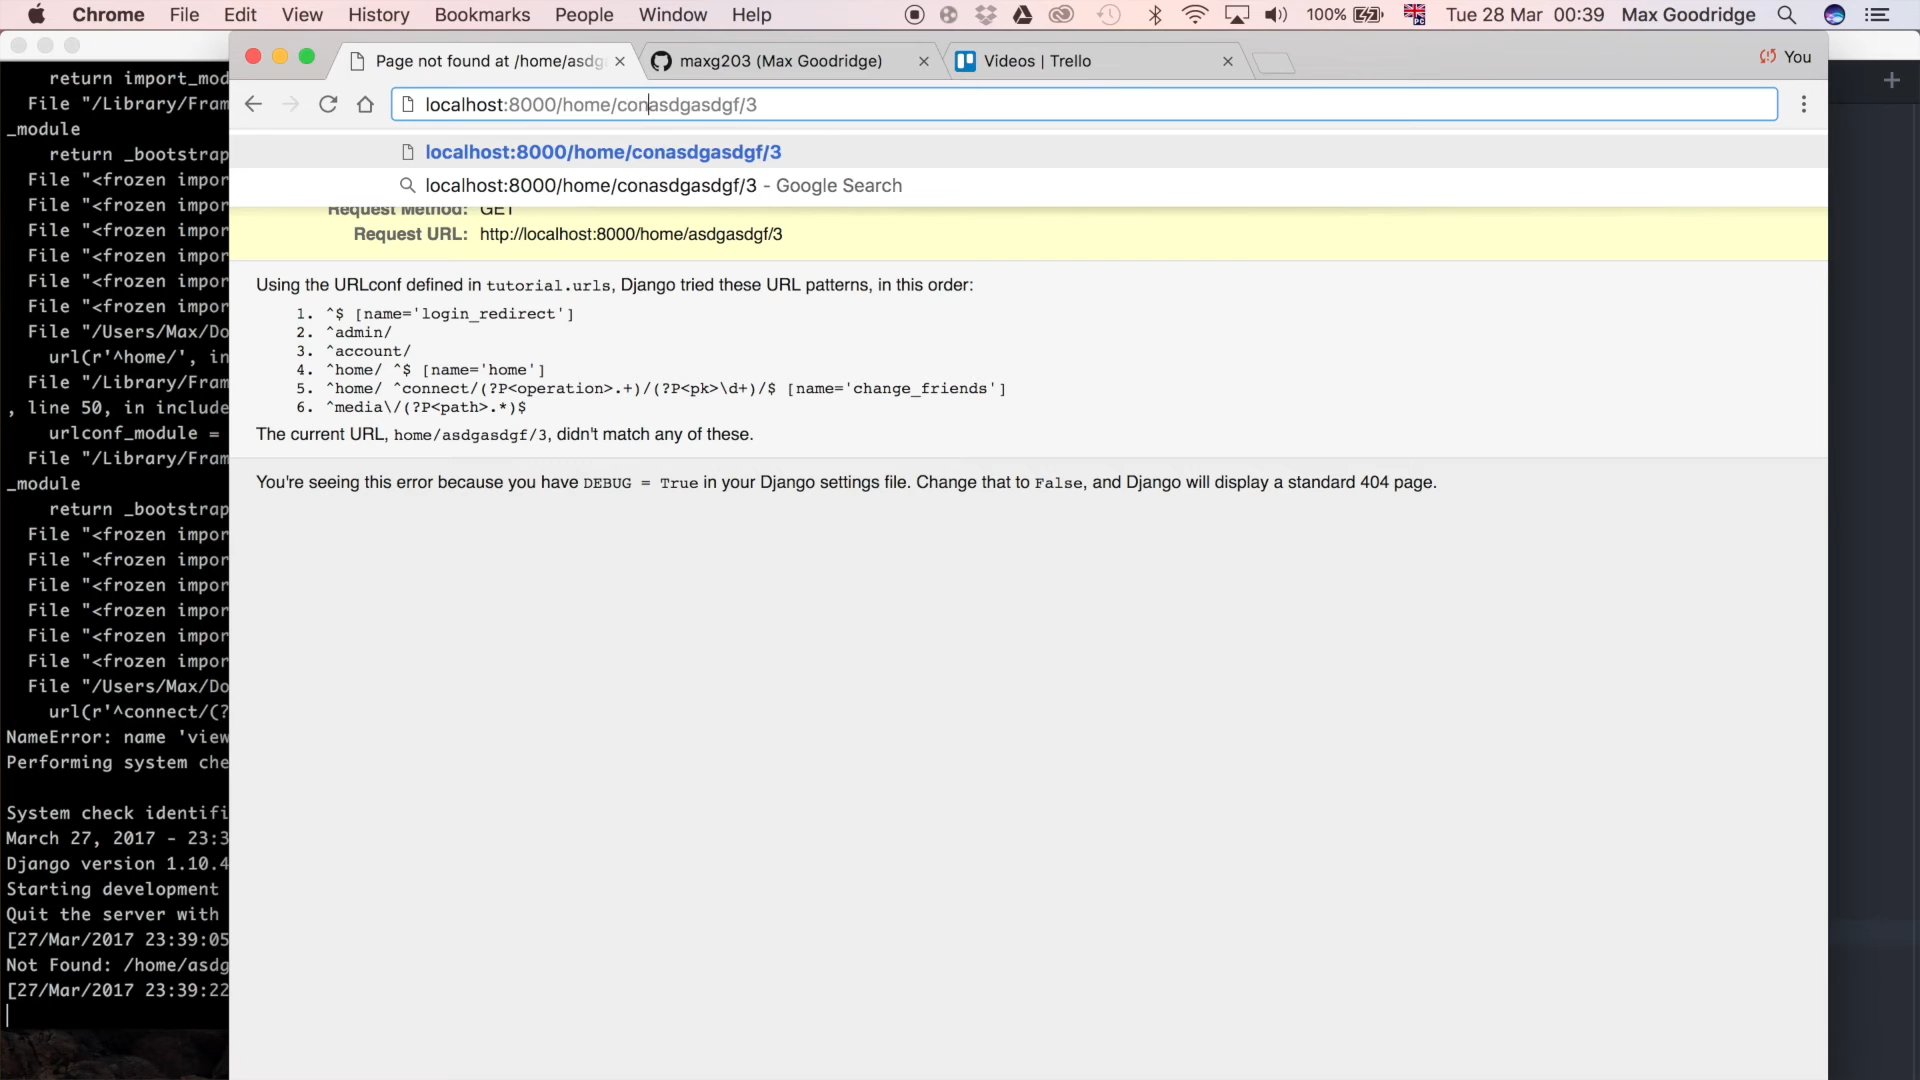 Chrome File Edit View History Bookmarks People Window Help 100% Tue 28 Mar 00:39 Max Goodridge
Page not found at /home/asdga
maxg203 (Max Goodridge)
Videos | Trello
You
localhost:8000/home/conasdgasdgf/3
localhost:8000/home/conasdgasdgf/3
localhost:8000/home/conasdgasdgf/3 - Google Search
Request Method: GET
Request URL: http://localhost:8000/home/asdgasdgf/3
Using the URLconf defined in tutorial.urls, Django tried these URL patterns, in this order:
1. ^$ [name='login_redirect']
2. ^admin/
3. ^account/
4. ^home/ ^$ [name='home']
5. ^home/ ^connect/(?P<operation>.+)/(?P<pk>\d+)/$ [name='change_friends']
6. ^media\/(?P<path>.*)$
The current URL, home/asdgasdgf/3, didn't match any of these.
You're seeing this error because you have DEBUG = True in your Django settings file. Change that to False, and Django will display a standard 404 page.
return import_mod
File "/Library/Fram
_module
return _bootstrap
File "<frozen impor
File "<frozen impor
File "<frozen impor
File "<frozen impor
File "<frozen impor
File "<frozen impor
File "/Users/Max/Do
url(r'^home/', in
File "/Library/Fram
, line 50, in include
urlconf_module =
File "/Library/Fram
_module
return _bootstrap
File "<frozen impor
File "<frozen impor
File "<frozen impor
File "<frozen impor
File "<frozen impor
File "<frozen impor
File "/Users/Max/Do
url(r'^connect/(?
NameError: name 'view
Performing system che
System check identifi
March 27, 2017 - 23:3
Django version 1.10.4
Starting development
Quit the server with
[27/Mar/2017 23:39:05
Not Found: /home/asdg
[27/Mar/2017 23:39:22